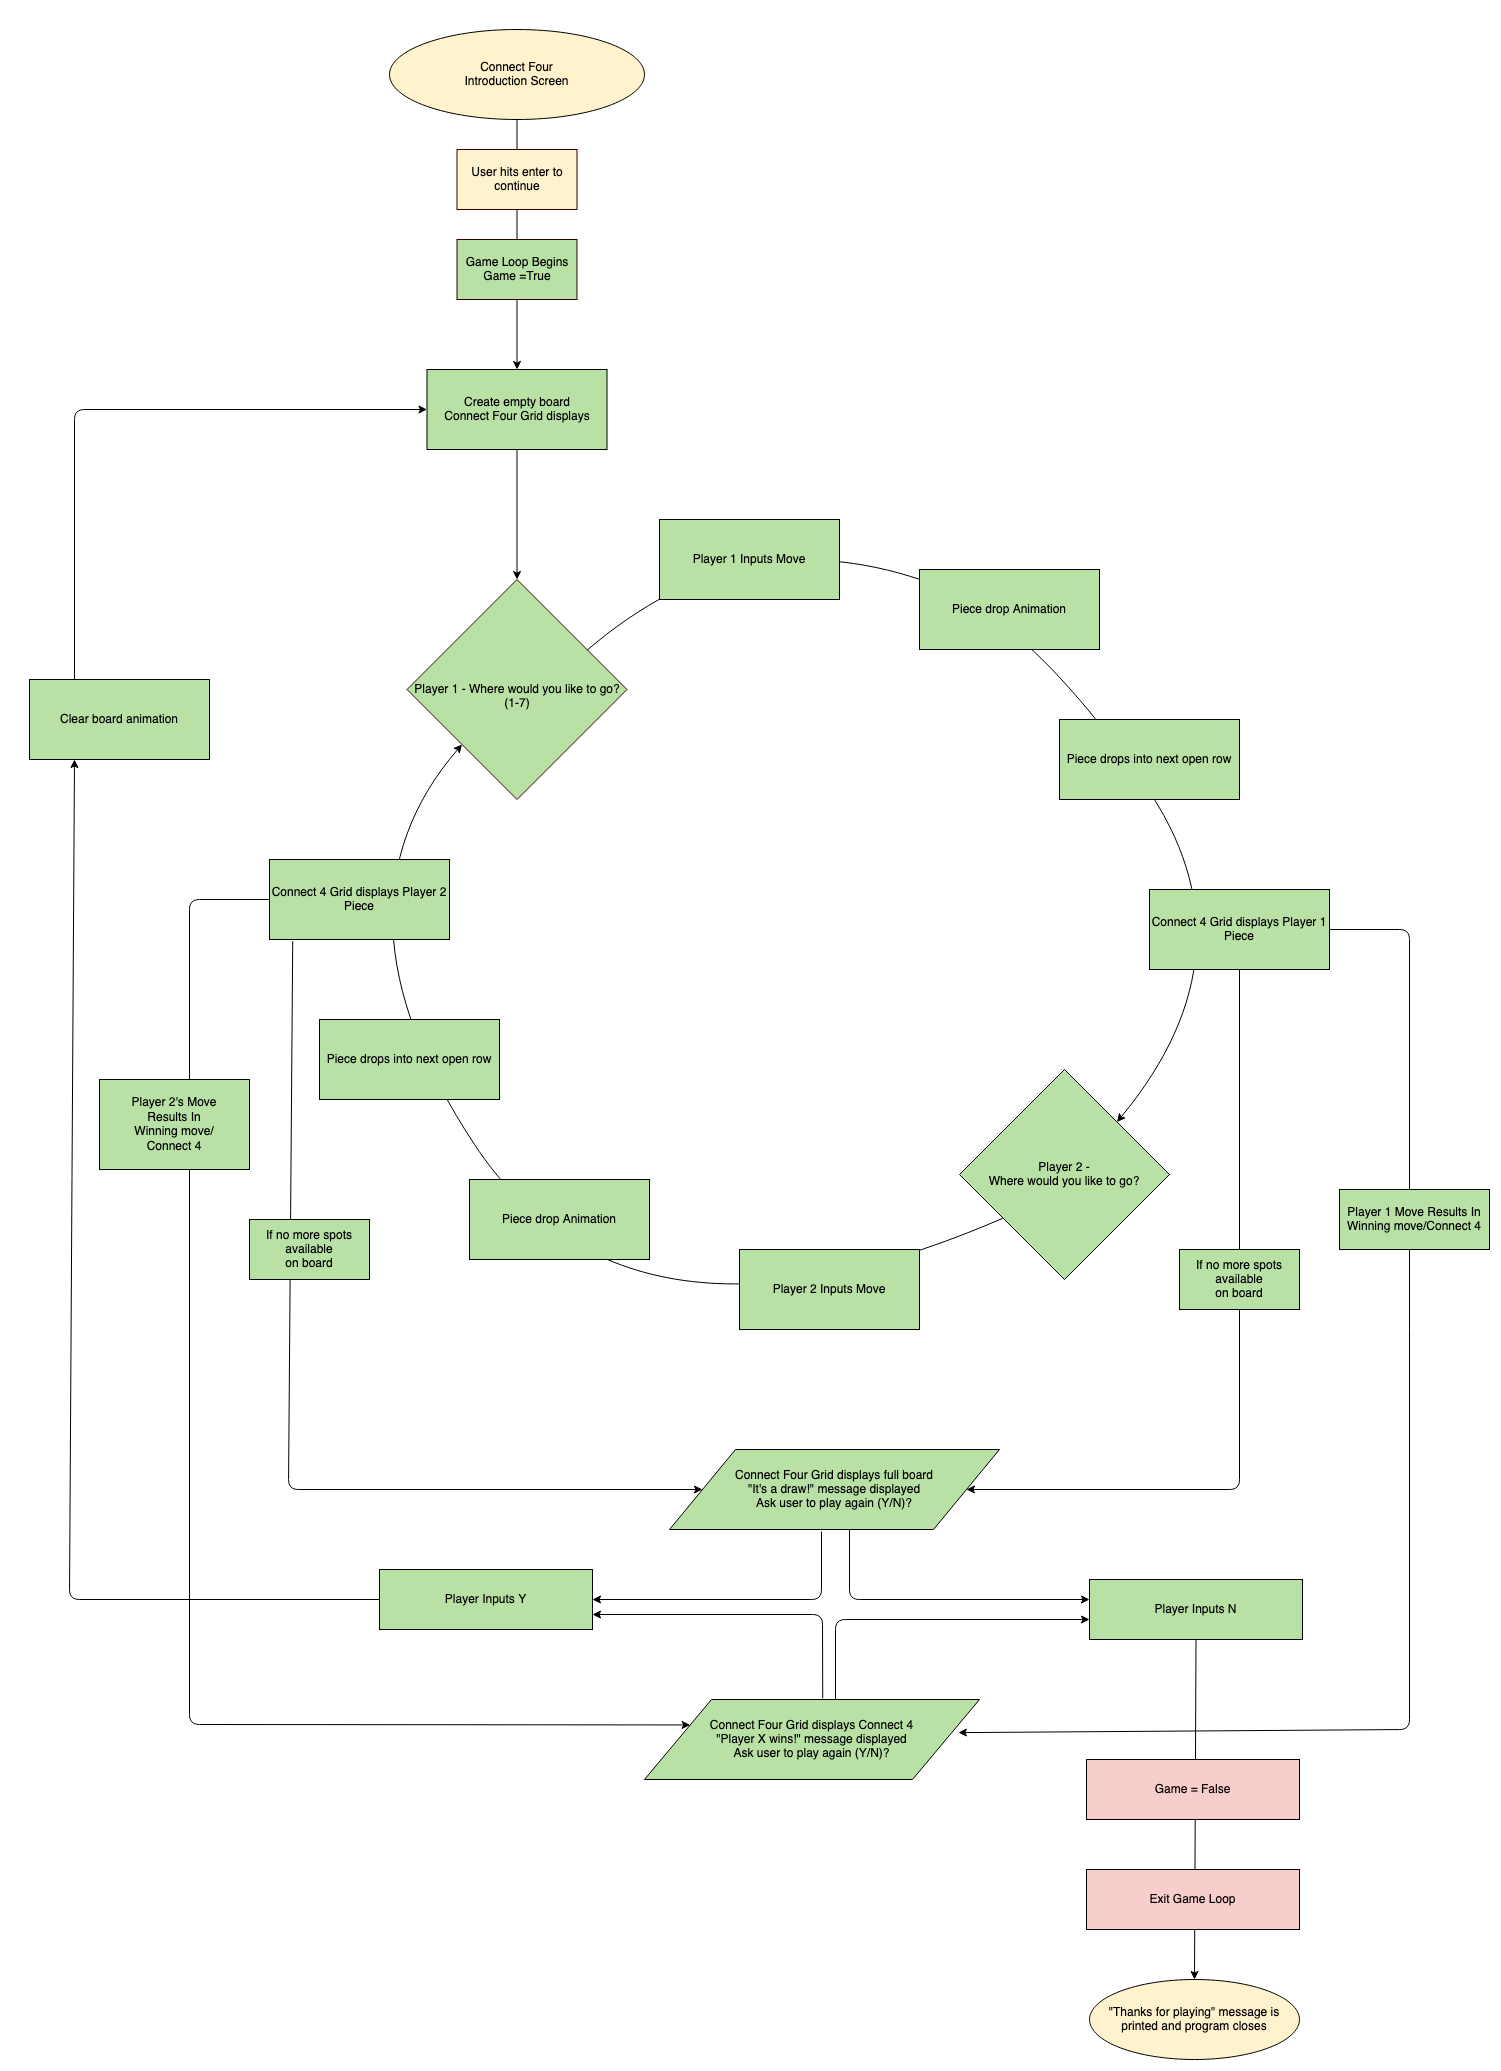 Connect Four
Introduction Screen
User hits enter to
continue
Game Loop Begins
Game =True
Create empty board
Connect Four Grid displays
Player 1 Inputs Move
Piece drop Animation
Player 1 - Where would you like to go?
(1-7)
Clear board animation
Piece drops into next open row
Connect 4 Grid displays Player 2
Piece
Connect 4 Grid displays Player 1
Piece
Piece drops into next open row
Player 2's Move
Results In
Winning move/
Connect 4
Player 2 -
Where would you like to go?
Piece drop Animation
Player 1 Move Results In
Winning move/Connect 4
If no more spots
available
on board
If no more spots
available
on board
Player 2 Inputs Move
Connect Four Grid displays full board
"It's a draw!" message displayed
Ask user to play again (Y/N)?
Player Inputs Y
Player Inputs N
Connect Four Grid displays Connect 4
"Player X wins!" message displayed
Ask user to play again (Y/N)?
Game = False
Exit Game Loop
"Thanks for playing" message is
printed and program closes